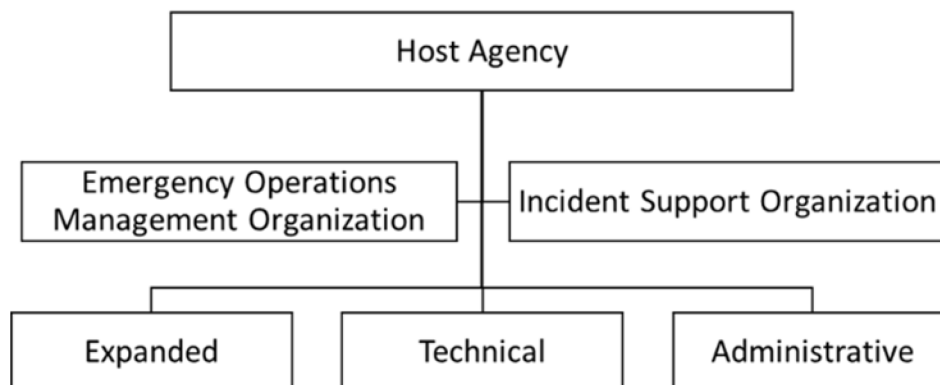 Host Agency
Emergency Operations
Management Organization
Incident Support Organization
Expanded
Technical
Administrative